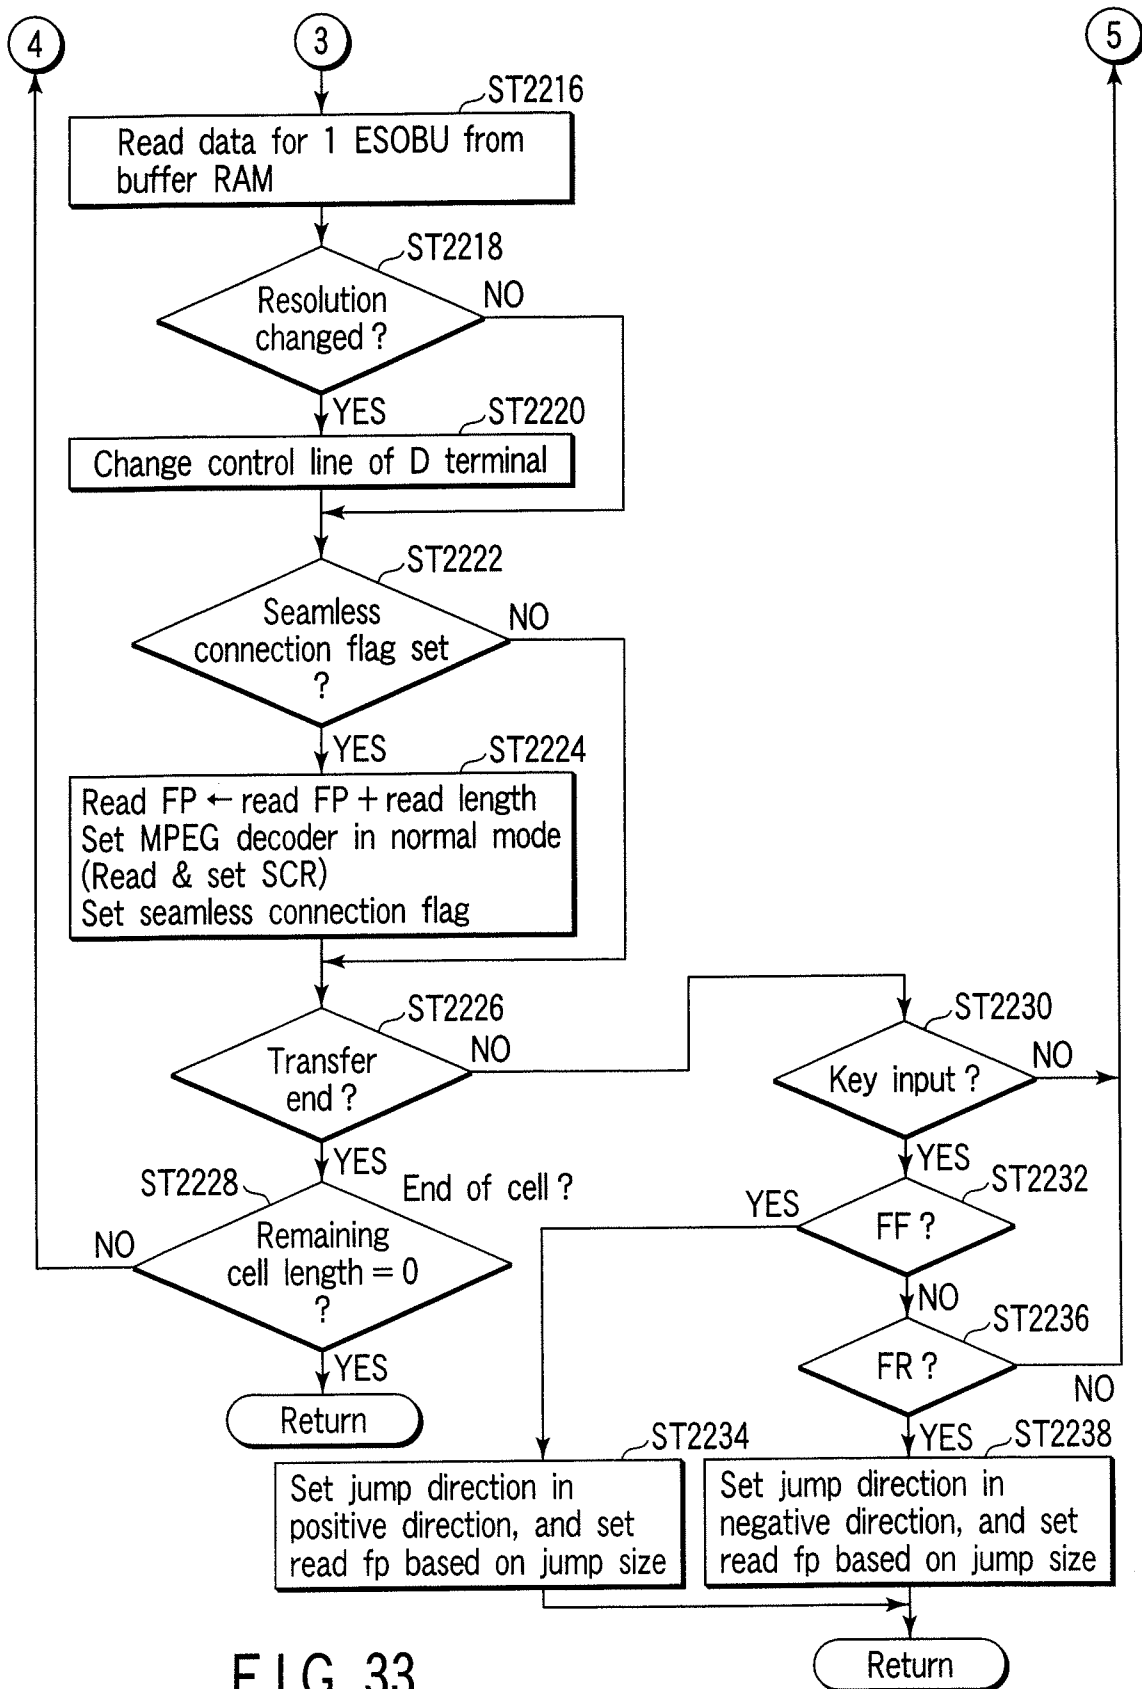 4
3
5
ST2216
Read data for 1 ESOBU from
buffer RAM
ST2218
Resolution
changed ?
NO
YES
ST2220
Change control line of D terminal
ST2222
Seamless
connection flag set
?
NO
YES
ST2224
Read FP ← read FP + read length
Set MPEG decoder in normal mode
(Read & set SCR)
Set seamless connection flag
ST2226
Transfer
end ?
NO
YES
ST2228
End of cell ?
Remaining
cell length = 0
?
NO
YES
Return
ST2230
Key input ?
NO
YES
ST2232
FF ?
YES
NO
ST2236
FR ?
NO
YES
ST2234
Set jump direction in
positive direction, and set
read fp based on jump size
ST2238
Set jump direction in
negative direction, and set
read fp based on jump size
Return
FIG. 33